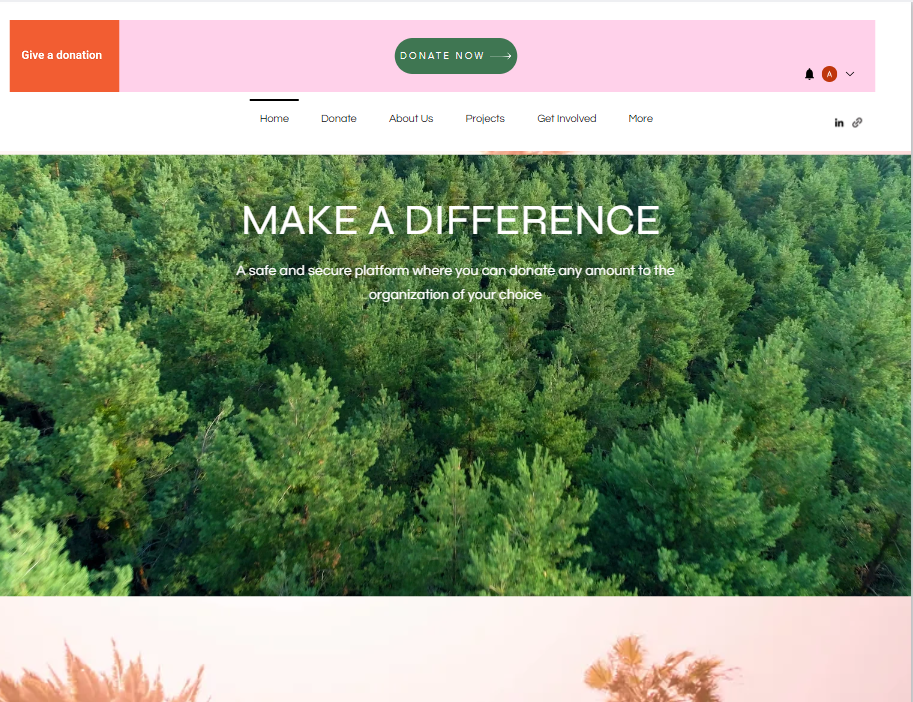 Give a donation
DONATE NOW
A
Home Donate About Us Projects Get Involved More
in
MAKE A DIFFERENCE
A safe and secure platform where you can donate any amount to the
organization of your choice